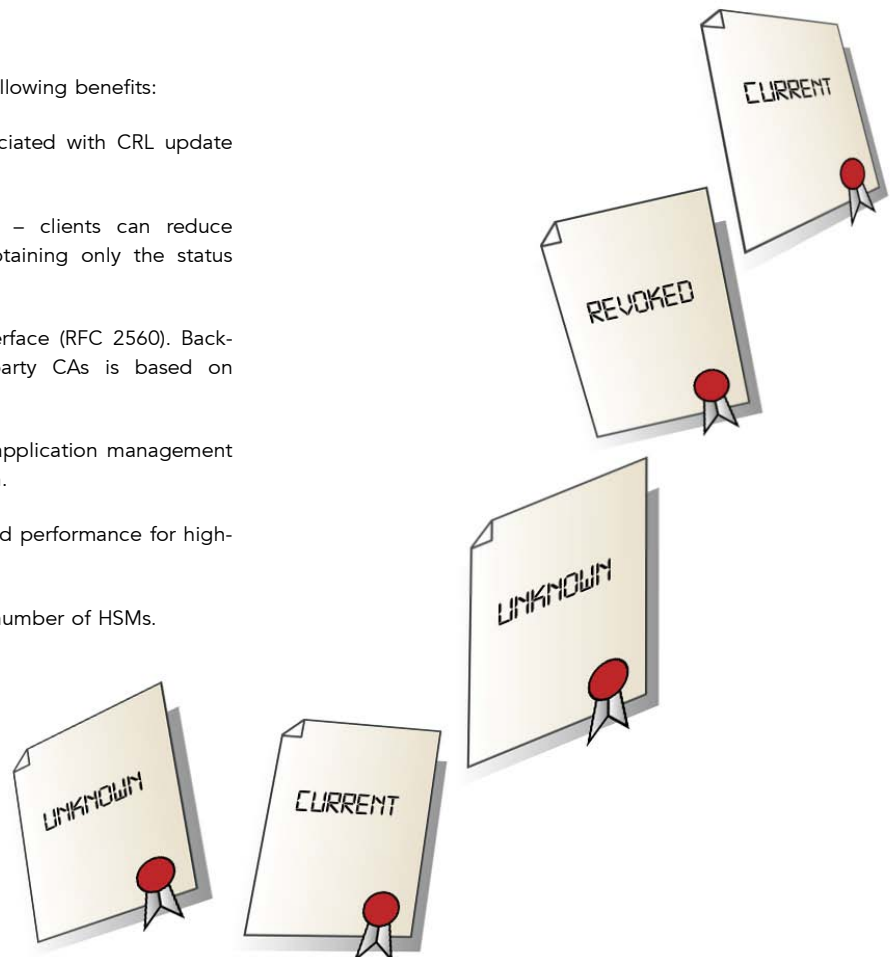 llowing benefits:
ciated with CRL update
– clients can reduce
otaining only the status
erface (RFC 2560). Back-
arty CAs is based on
application management
.
d performance for high-
number of HSMs.
CURRENT
REVOKED
UNKNOWN
UNKNOWN
CURRENT